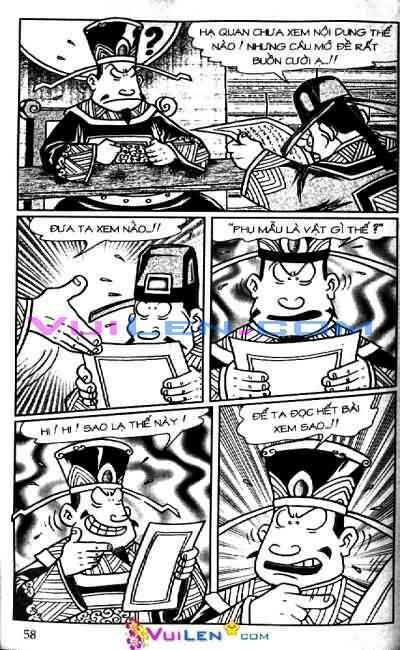 ?
HẠ QUAN CHƯA XEM NỘI DUNG THẾ
NÀO! NHƯNG CÂU MỞ ĐỀ RẤT
BUỒN CƯỜI Ạ...!!
ĐƯA TA XEM NÀO...!!
"PHỤ MẪU LÀ VẬT GÌ THẾ?"
VUILEN.COM
HI! HI! SAO LẠ THẾ NÀY!
ĐỂ TA ĐỌC HẾT BÀI
XEM SAO...!!
58
VUILEN.COM